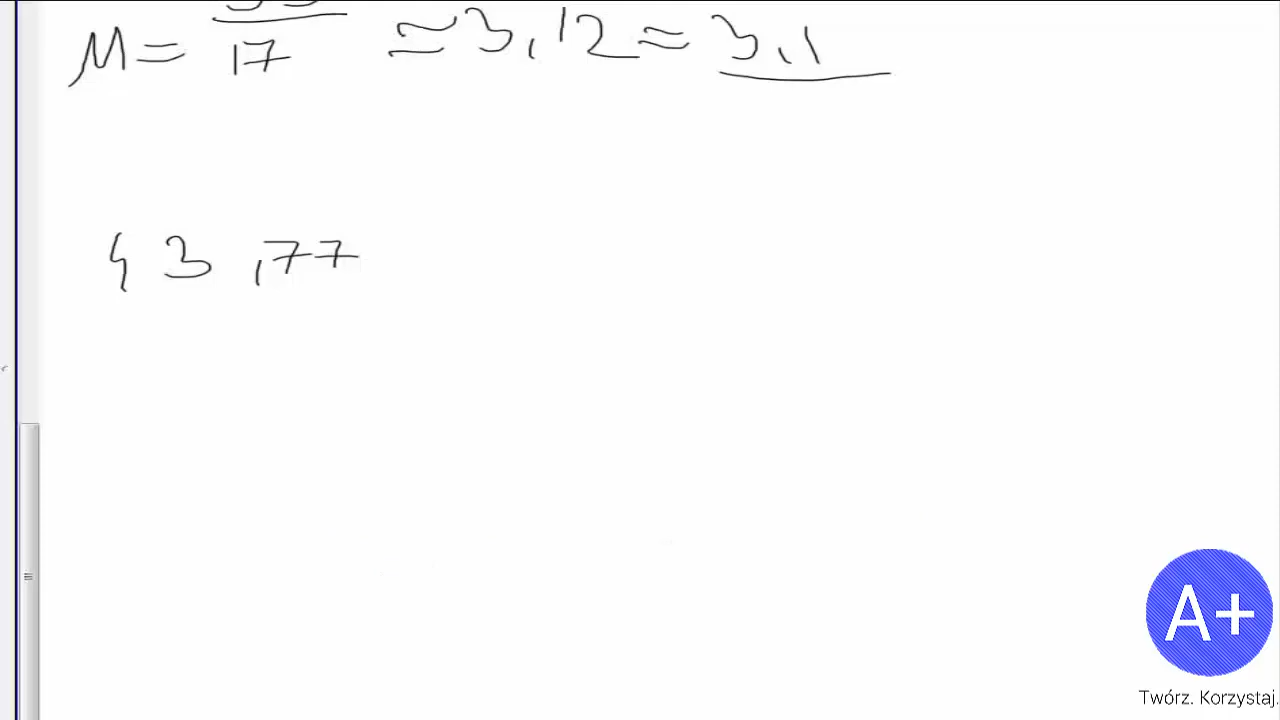 M = 17 ≃ 3,12 ≈ 3,1
{ 3 ,77
A+
Twórz. Korzystaj.